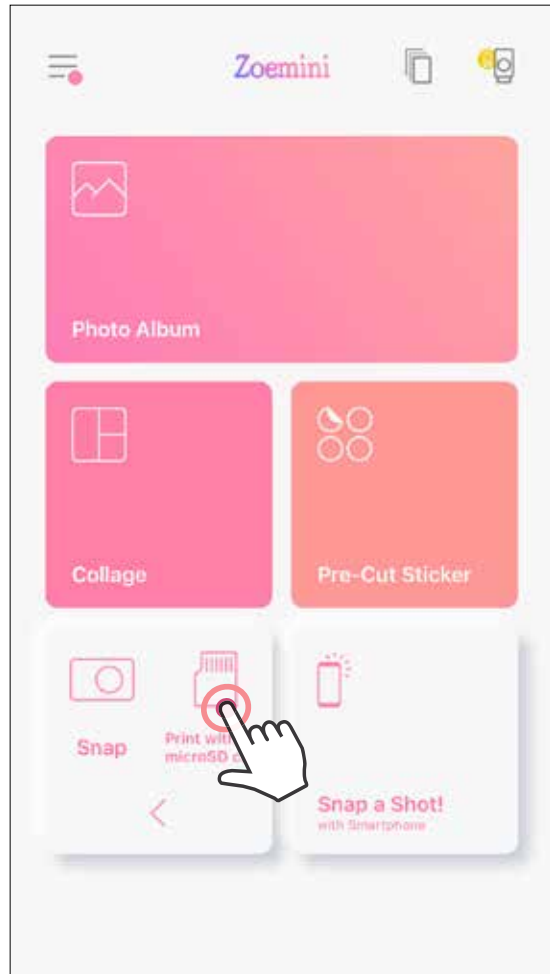 Zoemini
Photo Album
Collage
Pre-Cut Sticker
Snap
Print with
microSD
Snap a Shot!
with Smartphone